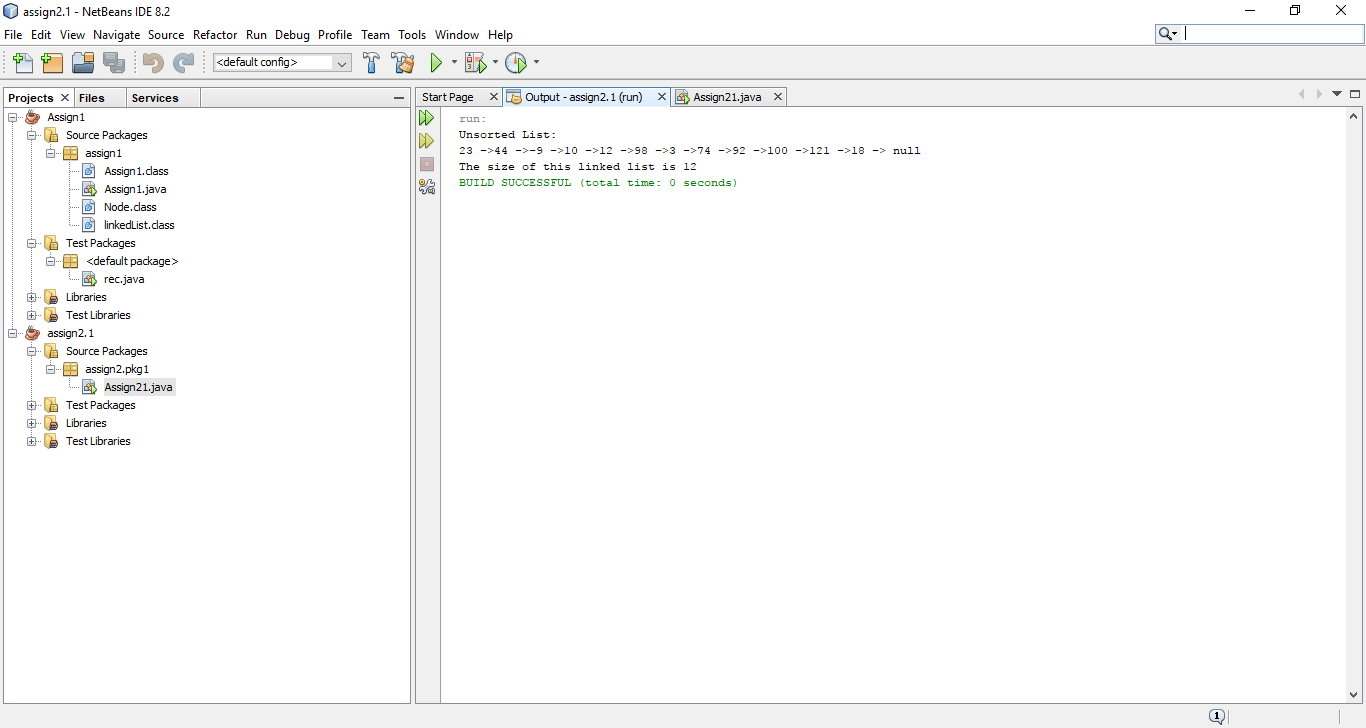 assign2.1 - NetBeans IDE 8.2
File Edit View Navigate Source Refactor Run Debug Profile Team Tools Window Help
<default config>
Projects Files Services
Assign1
Source Packages
assign1
Assign1.class
Assign1.java
Node.class
linkedList.class
Test Packages
<default package>
rec.java
Libraries
Test Libraries
assign2.1
Source Packages
assign2.pkg1
Assign21.java
Test Packages
Libraries
Test Libraries
Start Page Output - assign2.1 (run) Assign21.java
run:
Unsorted List:
23 ->44 ->-9 ->10 ->12 ->98 ->3 ->74 ->92 ->100 ->121 ->18 -> null
The size of this linked list is 12
BUILD SUCCESSFUL (total time: 0 seconds)
1